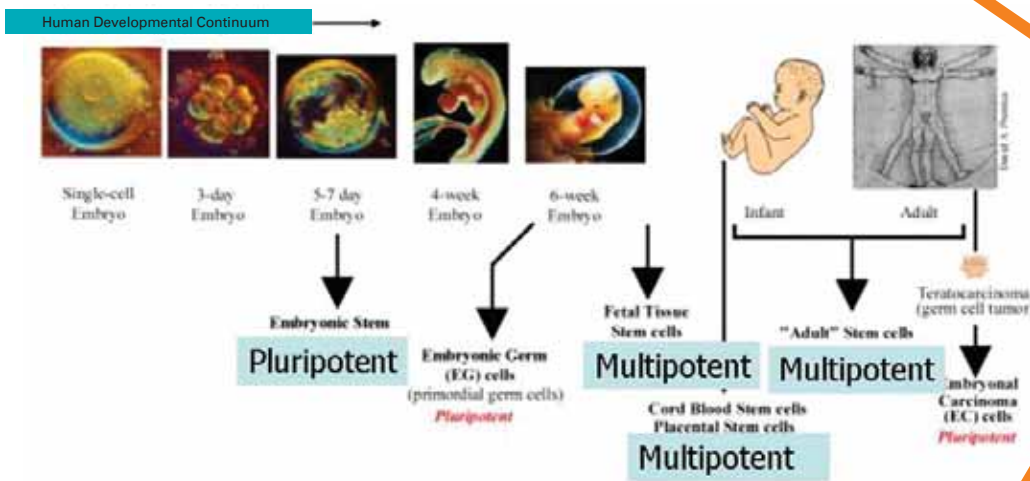 Human Developmental Continuum
Single-cell
Embryo
3-day
Embryo
5-7 day
Embryo
4-week
Embryo
6-week
Embryo
Infant
Adult
Embryonic Stem
Pluripotent
Embryonic Germ
(EG) cells
(primordial germ cells)
Pluripotent
Fetal Tissue
Stem cells
Multipotent
Cord Blood Stem cells
Placental Stem cells
Multipotent
"Adult" Stem cells
Multipotent
Teratocarcinoma
(germ cell tumor
Embryonal
Carcinoma
(EC) cells
Pluripotent